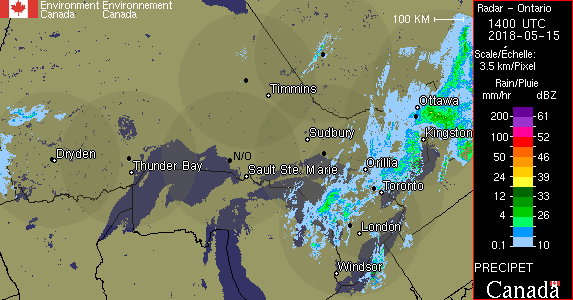 Environment Environnement
Canada Canada
100 KM
Timmins
Ottawa
Sudbury
Kingston
Dryden
N/O
Thunder Bay
Sault Ste. Marie
Orillia
Toronto
London
Windsor
Radar - Ontario
1400 UTC
2018-05-15
Scale/Échelle:
3.5 km/Pixel
Rain/Pluie
mm/hr dBZ
200 61
100 52
50 46
24 39
12 33
4 26
0.1 10
PRECIPET
Canada